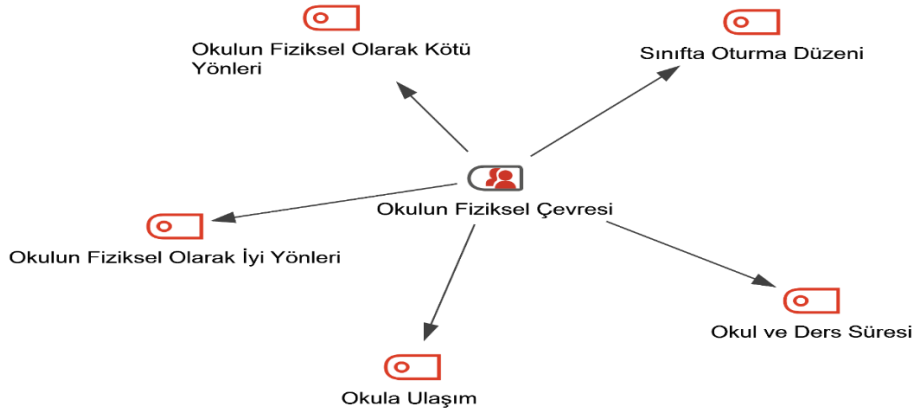 Okulun Fiziksel Olarak Kötü
Yönleri
Sınıfta Oturma Düzeni
Okulun Fiziksel Çevresi
Okulun Fiziksel Olarak İyi Yönleri
Okul ve Ders Süresi
Okula Ulaşım